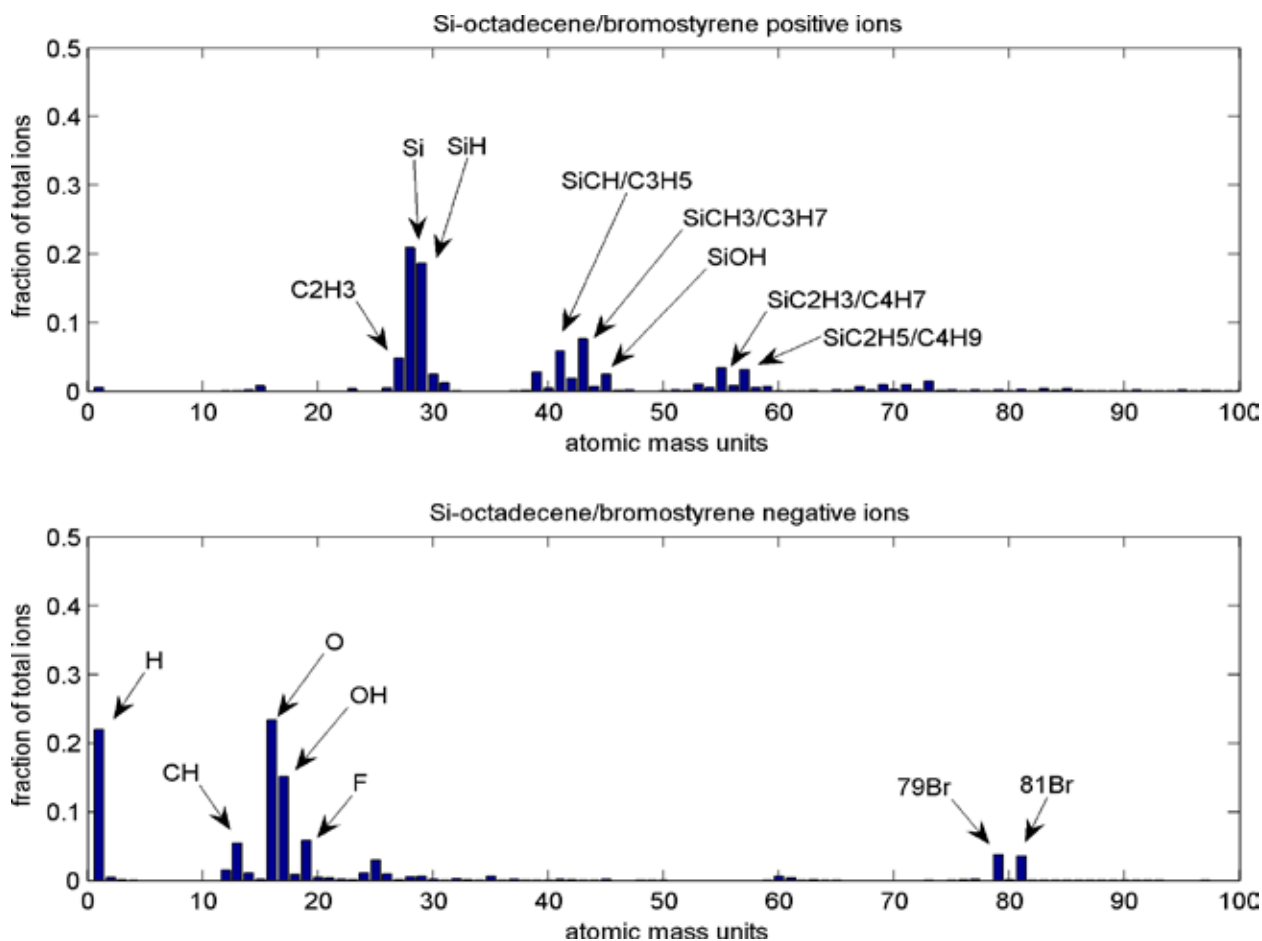 Si-octadecene/bromostyrene positive ions
0.5
0.4
0.3
0.2
0.1
0
fraction of total ions
Si
SiH
SiCH/C3H5
SiCH3/C3H7
SiOH
C2H3
SiC2H3/C4H7
SiC2H5/C4H9
0 10 20 30 40 50 60 70 80 90 100
atomic mass units
Si-octadecene/bromostyrene negative ions
0.5
0.4
0.3
0.2
0.1
0
fraction of total ions
H
O
OH
CH
F
79Br
81Br
0 10 20 30 40 50 60 70 80 90 100
atomic mass units